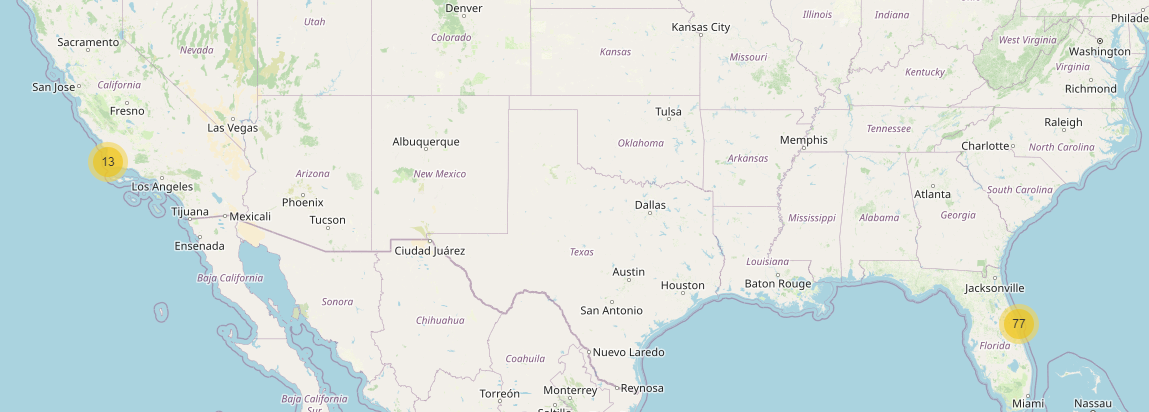 Denver
Illinois
Indiana
Philade
Utah
Kansas City
Sacramento
Nevada
Colorado
Kansas
West Virginia
Washington
Missouri
Virginia
Kentucky
San Jose
California
Richmond
Fresno
Tulsa
Raleigh
Las Vegas
Tennessee
Albuquerque
Oklahoma
Memphis
Charlotte
North Carolina
13
Arkansas
Arizona
New Mexico
Los Angeles
South Carolina
Atlanta
Phoenix
Dallas
Tijuana
Mexicali
Tucson
Mississippi
Alabama
Georgia
Ensenada
Ciudad Juárez
Texas
Louisiana
Baja California
Austin
Houston
Baton Rouge
Jacksonville
Sonora
San Antonio
Chihuahua
77
Florida
Nuevo Laredo
Coahuila
Reynosa
Monterrey
Torreón
Baja California
Sur
Saltillo
Miami
Nassau